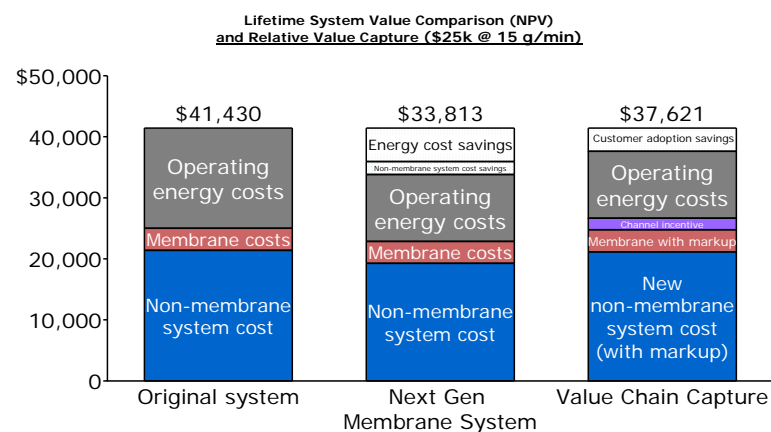 Lifetime System Value Comparison (NPV)
and Relative Value Capture ($25k @ 15 g/min)
$50,000
40,000
30,000
20,000
10,000
0
$41,430
Operating
energy costs
Membrane costs
Non-membrane
system cost
Original system
$33,813
Energy cost savings
Non-membrane system cost savings
Operating
energy costs
Membrane costs
Non-membrane
system cost
Next Gen
Membrane System
$37,621
Customer adoption savings
Operating
energy costs
Channel incentive
Membrane with markup
New
non-membrane
system cost
(with markup)
Value Chain Capture